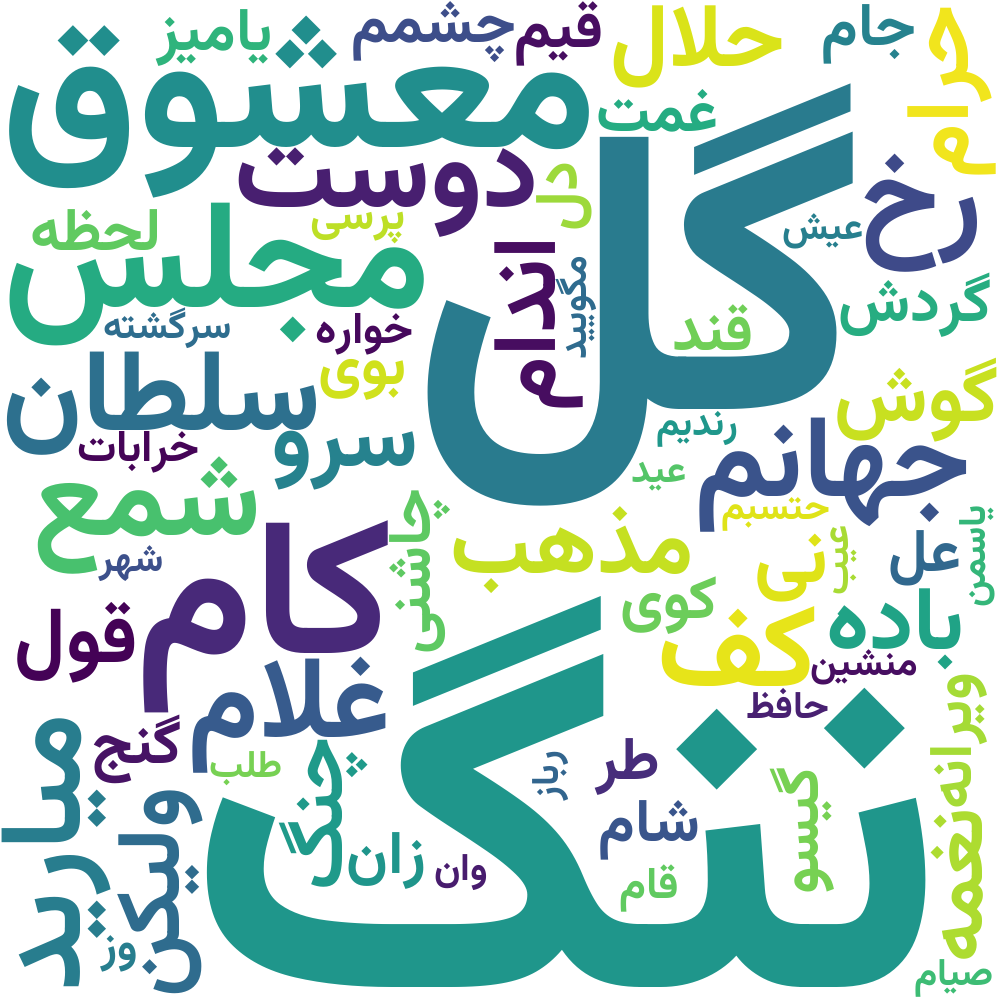 جام
حلال
قیم
چشمم
یامیز
حرام
معشوق
غمت
گل
دوست
دل
رخ
پرسی
لحظه
عیش
مجلس
اندام
مگویید
گردش
قند
سرگشته
خواره
سلطان
بوی
گوش
سرو
رندیم
جهانم
خرابات
عید
شمع
چاشنی
حتسبم
یاسمن
مذهب
عیب
عل
نی
شهر
کام
کوی
باده
قول
کف
منشین
غلام
حافظ
ویرانه
میارید
گنج
ننگ
طلب
چنگ
طر
رباز
گیسو
ولیکن
شام
زان
وان
قام
نغمه
وز
صیام